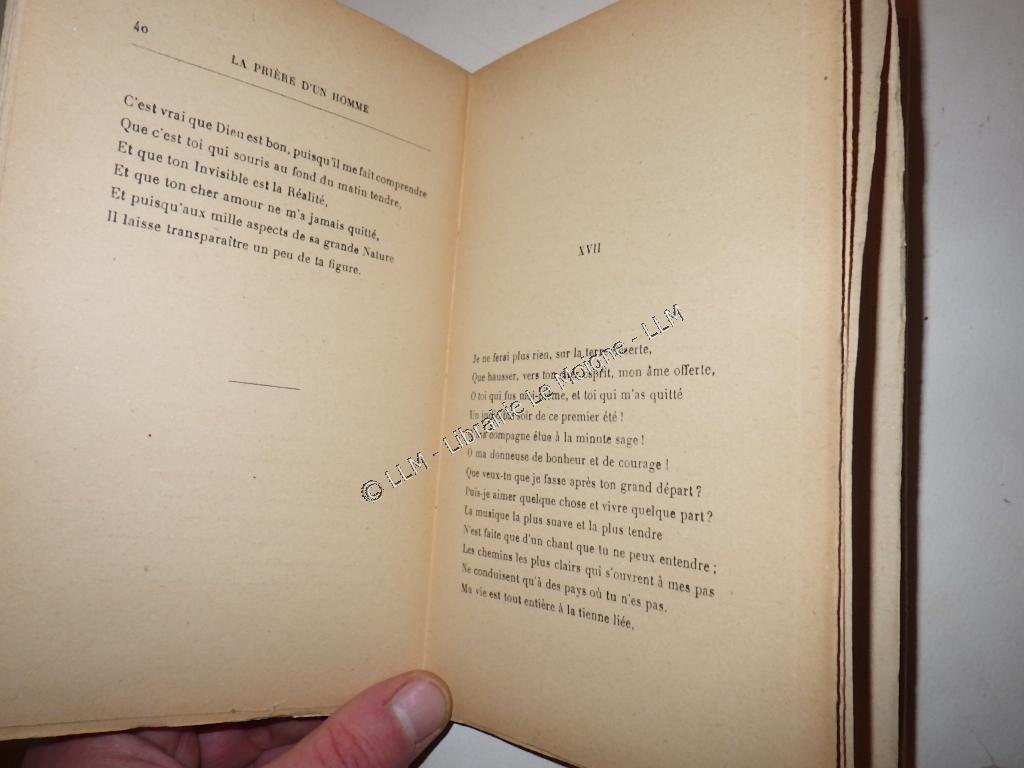 40
LA PRIÈRE D'UN HOMME
C'est vrai que Dieu est bon, puisqu'il me fait comprendre
Que c'est toi qui souris au fond du matin tendre,
Et que ton Invisible est la Réalité,
Et que ton cher amour ne m'a jamais quitté,
Et puisqu'aux mille aspects de sa grande Nature
Il laisse transparaître un peu de ta figure.
XVII
Je ne ferai plus rien, sur la terre
Que hausser, vers ton esprit, mon âme offerte,
O toi qui fus et toi qui m'as quitté
Un soir de ce premier été !
compagne élue à la minute sage !
O ma donneuse de bonheur et de courage !
Que veux-tu que je fasse après ton grand départ ?
Puis-je aimer quelque chose et vivre quelque part ?
La musique la plus suave et la plus tendre
N'est faite que d'un chant que tu ne peux entendre ;
Les chemins les plus clairs qui s'ouvrent à mes pas
Ne conduisent qu'à des pays où tu n'es pas.
Ma vie est tout entière à la tienne liée,
© LLM - Librairie Le Moigne - LLM